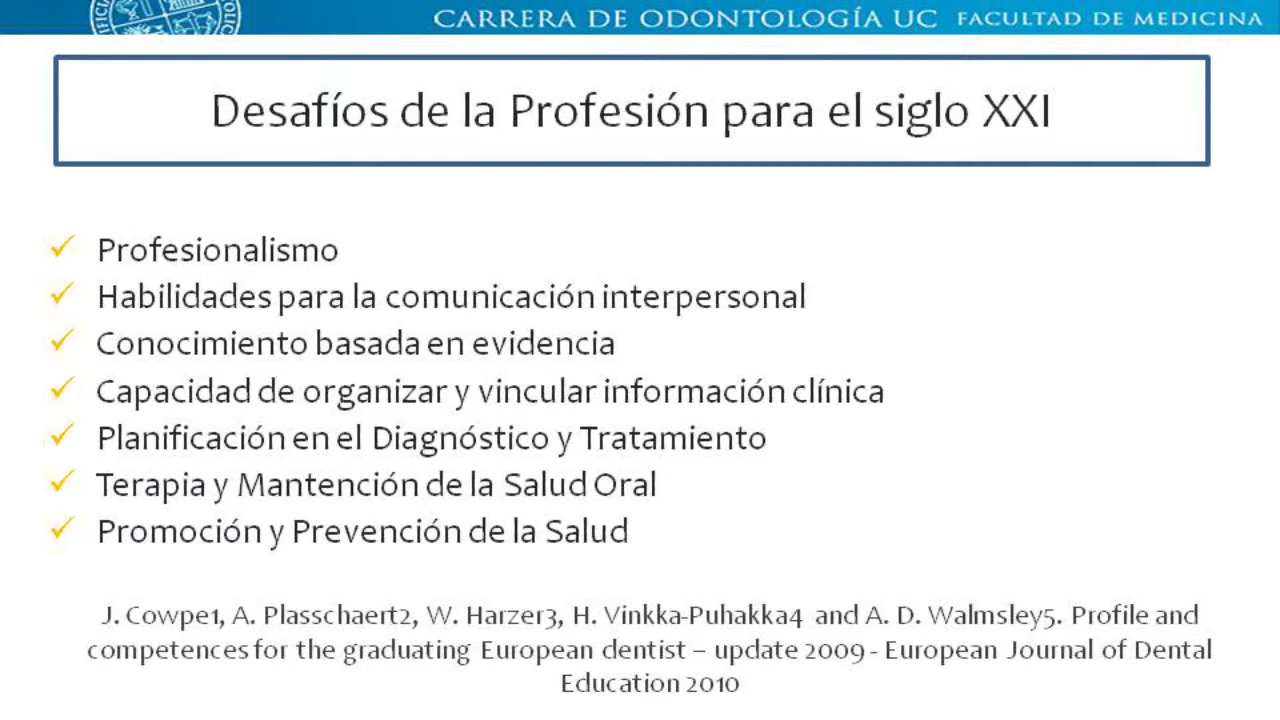 CARRERA DE ODONTOLOGÍA UC FACULTAD DE MEDICINA
Desafíos de la Profesión para el siglo XXI
Profesionalismo
Habilidades para la comunicación interpersonal
Conocimiento basada en evidencia
Capacidad de organizar y vincular información clínica
Planificación en el Diagnóstico y Tratamiento
Terapia y Mantención de la Salud Oral
Promoción y Prevención de la Salud
J. Cowpe1, A. Plasschaert2, W. Harzer3, H. Vinkka-Puhakka4 and A. D. Walmsley5. Profile and
competences for the graduating European dentist – update 2009 - European Journal of Dental
Education 2010